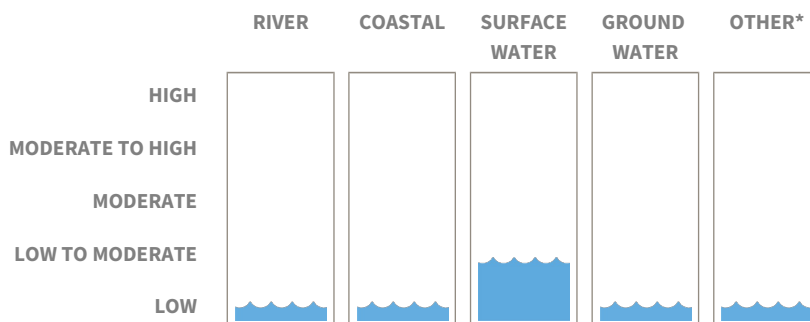 RIVER COASTAL SURFACE WATER GROUND WATER OTHER*
HIGH
MODERATE TO HIGH
MODERATE
LOW TO MODERATE
LOW